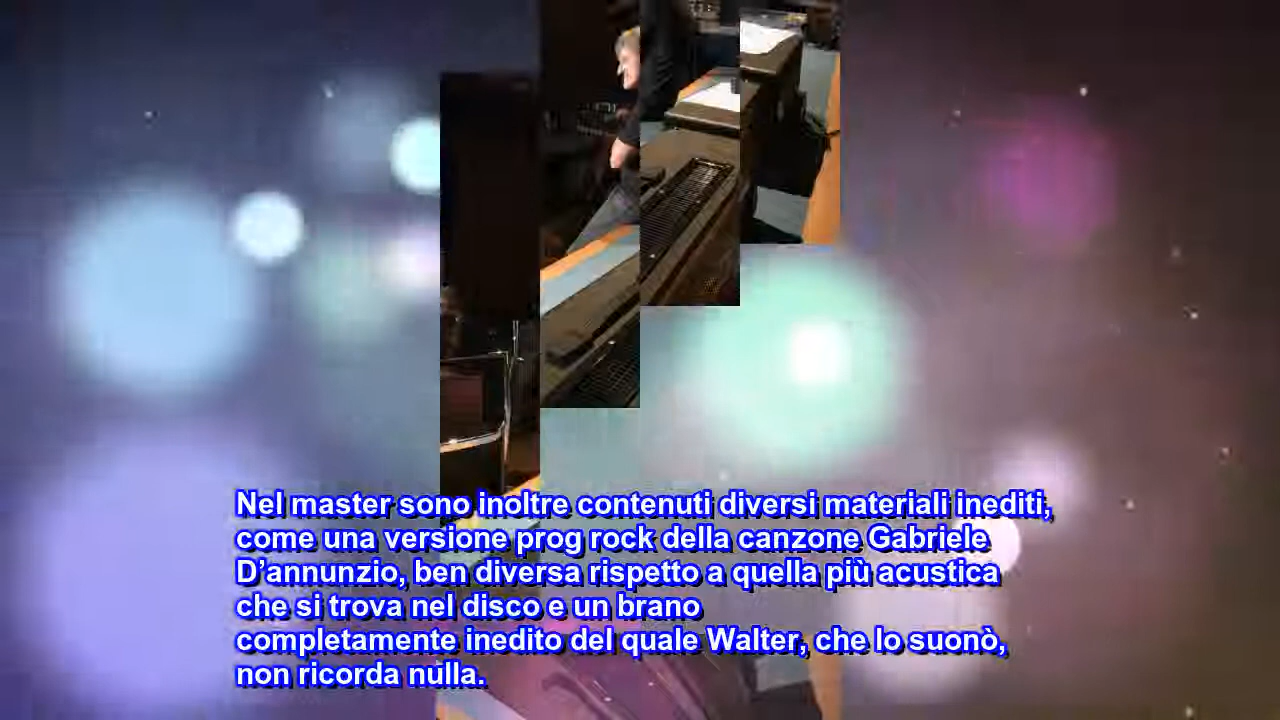 Nel master sono inoltre contenuti diversi materiali inediti,
come una versione prog rock della canzone Gabriele
D’annunzio, ben diversa rispetto a quella più acustica
che si trova nel disco e un brano
completamente inedito del quale Walter, che lo suonò,
non ricorda nulla.